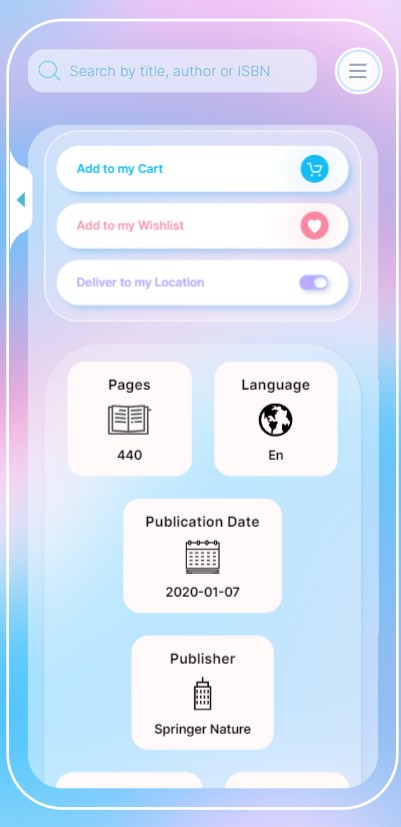 Search by title, author or ISBN
Add to my Cart
Add to my Wishlist
Deliver to my Location
Pages
Language
440
En
Publication Date
2020-01-07
Publisher
Springer Nature